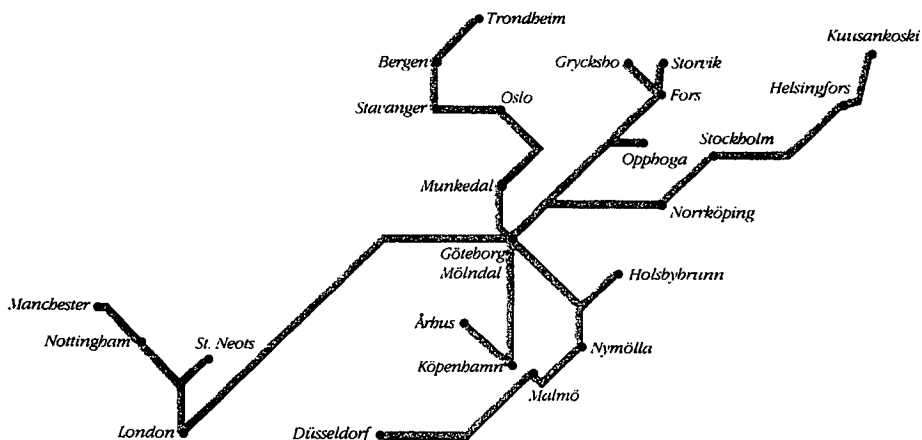 Trondheim
Kuusankoski
Bergen
Grycksbo
Storvik
Helsingfors
Fors
Stavanger
Oslo
Stockholm
Opphoga
Munkedal
Norrköping
Göteborg
Mölndal
Holsbybrunn
Manchester
Århus
Nottingham
St. Neots
Nymölla
Köpenhamn
Malmö
London
Düsseldorf